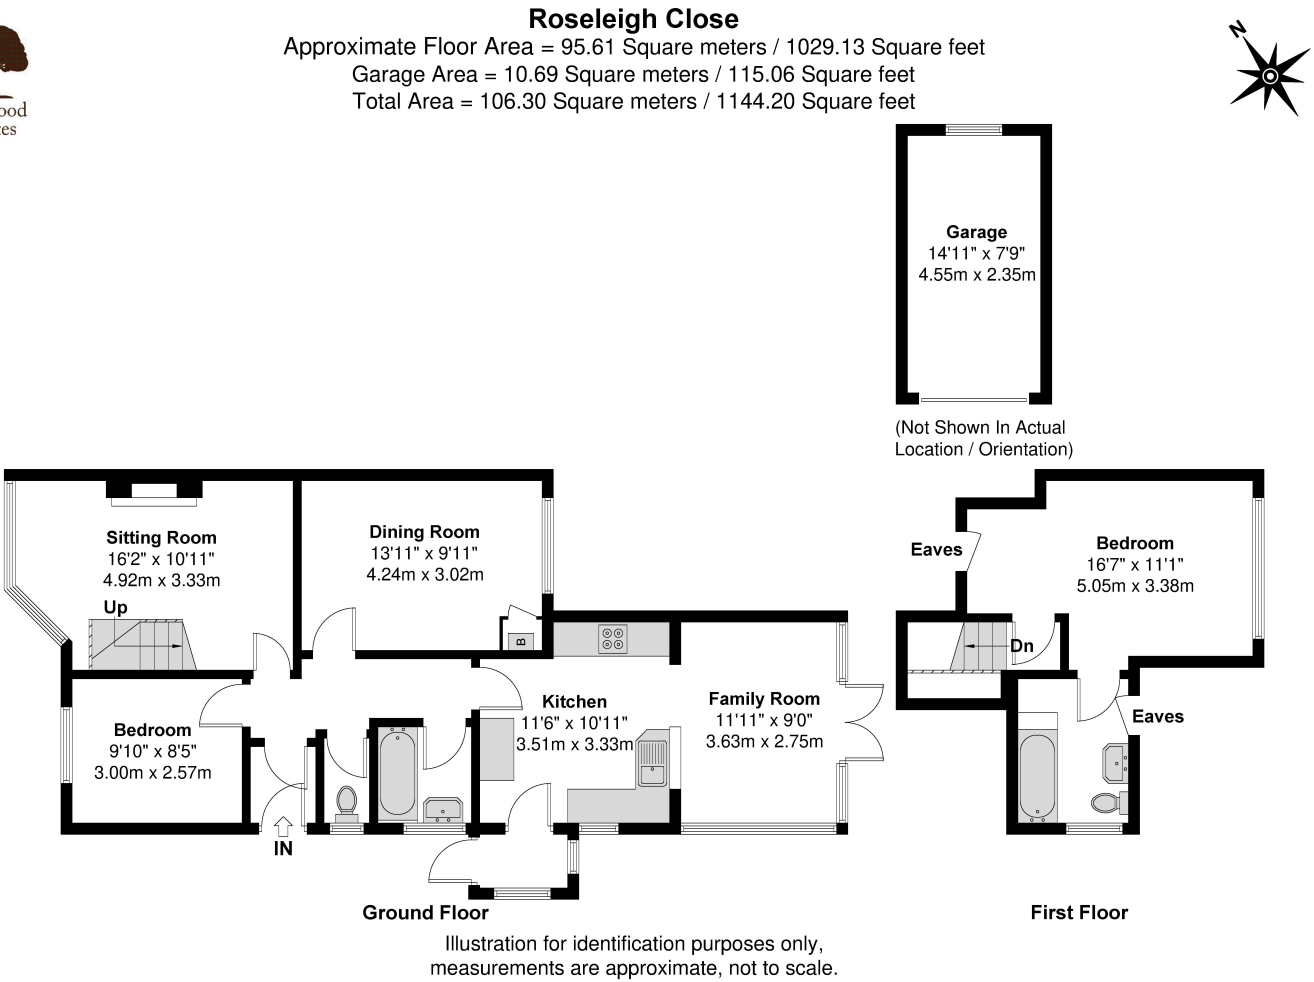 Roseleigh Close
Approximate Floor Area = 95.61 Square meters / 1029.13 Square feet
Garage Area = 10.69 Square meters / 115.06 Square feet
Total Area = 106.30 Square meters / 1144.20 Square feet
N
ood
es
Garage
14'11" x 7'9"
4.55m x 2.35m
(Not Shown In Actual
Location / Orientation)
Sitting Room
16'2" x 10'11"
4.92m x 3.33m
Up
Dining Room
13'11" x 9'11"
4.24m x 3.02m
B
Bedroom
9'10" x 8'5"
3.00m x 2.57m
IN
Kitchen
11'6" x 10'11"
3.51m x 3.33m
Family Room
11'11" x 9'0"
3.63m x 2.75m
Ground Floor
Eaves
Bedroom
16'7" x 11'1"
5.05m x 3.38m
Dn
Eaves
First Floor
Illustration for identification purposes only,
measurements are approximate, not to scale.